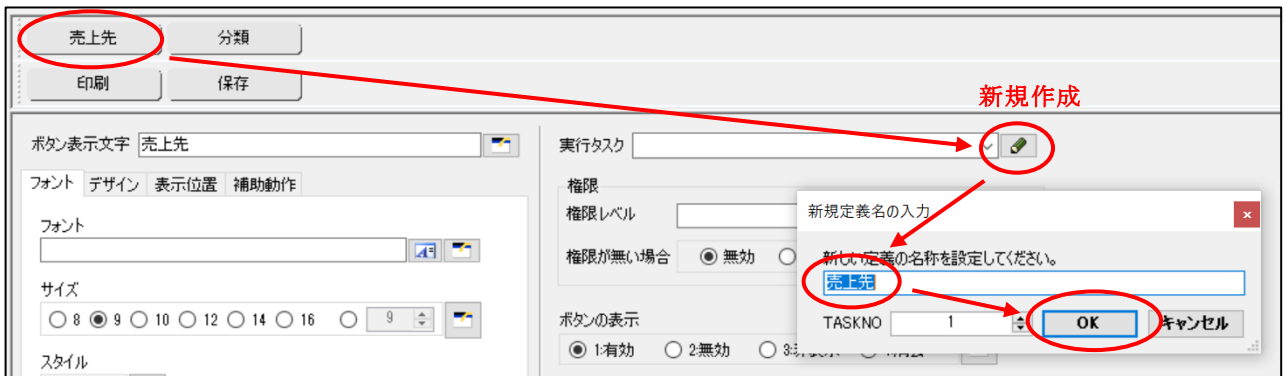 売上先 分類
印刷 保存
新規作成
ボタン表示文字 売上先
実行タスク
フォント デザイン 表示位置 補助動作
フォント
サイズ
8 9 10 12 14 16 9
スタイル
権限
権限レベル
権限が無い場合 無効
ボタンの表示
1:有効 2:無効
新規定義名の入力
新しい定義の名称を設定してください。
売上先
TASKNO 1 OK キャンセル